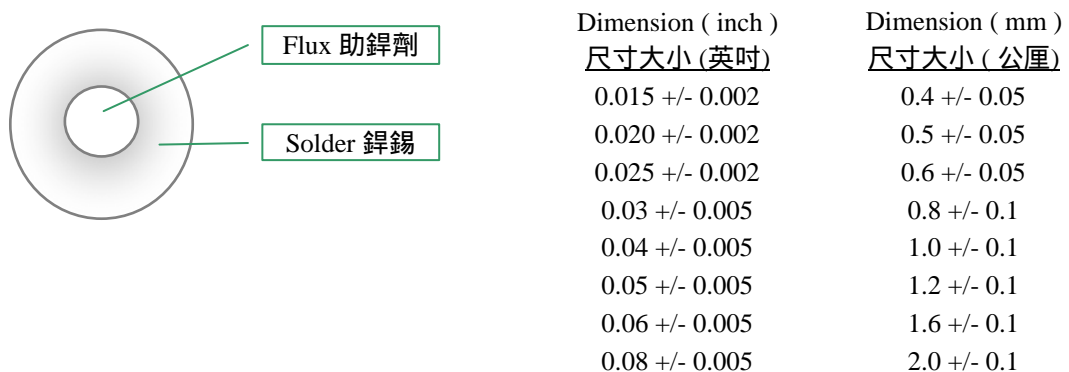 Flux 助銲劑
Solder 銲錫
Dimension ( inch ) Dimension ( mm )
尺寸大小 (英吋) 尺寸大小 ( 公厘)
0.015 +/- 0.002 0.4 +/- 0.05
0.020 +/- 0.002 0.5 +/- 0.05
0.025 +/- 0.002 0.6 +/- 0.05
0.03 +/- 0.005 0.8 +/- 0.1
0.04 +/- 0.005 1.0 +/- 0.1
0.05 +/- 0.005 1.2 +/- 0.1
0.06 +/- 0.005 1.6 +/- 0.1
0.08 +/- 0.005 2.0 +/- 0.1